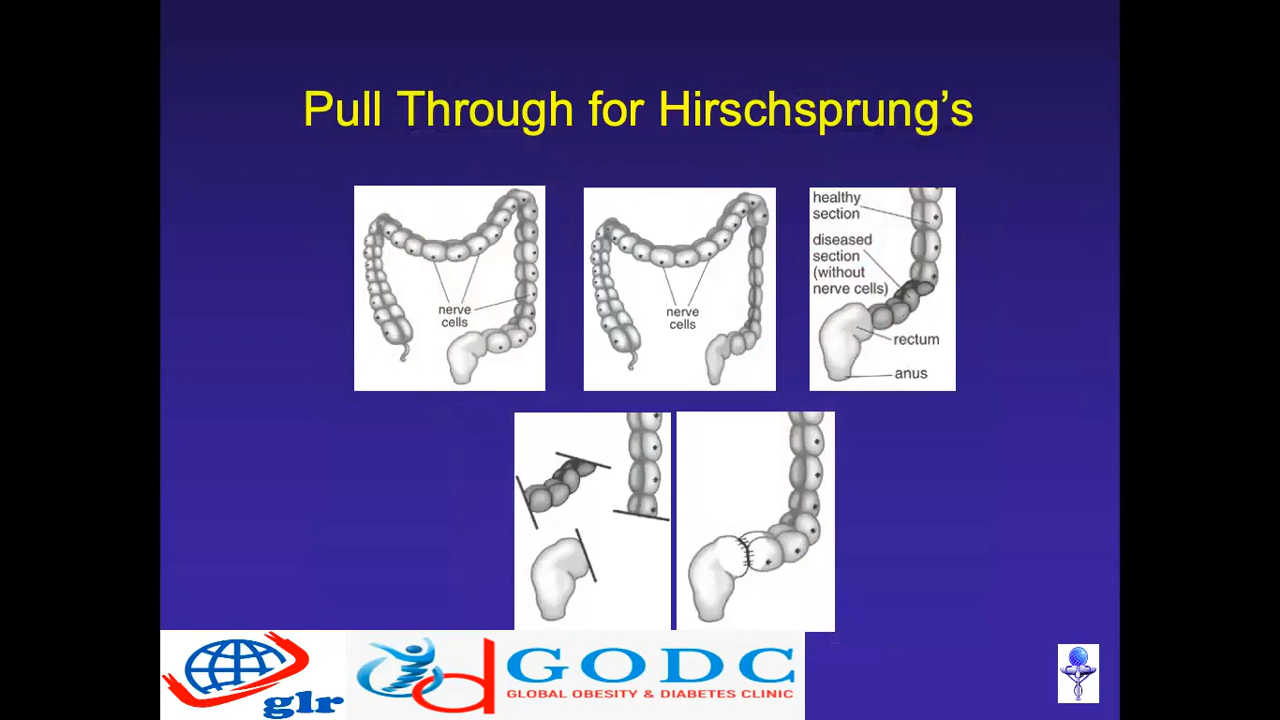 Pull Through for Hirschsprung's
nerve
cells
nerve
cells
healthy
section
diseased
section
(without
nerve cells)
rectum
anus
glr
GODC
GLOBAL OBESITY & DIABETES CLINIC